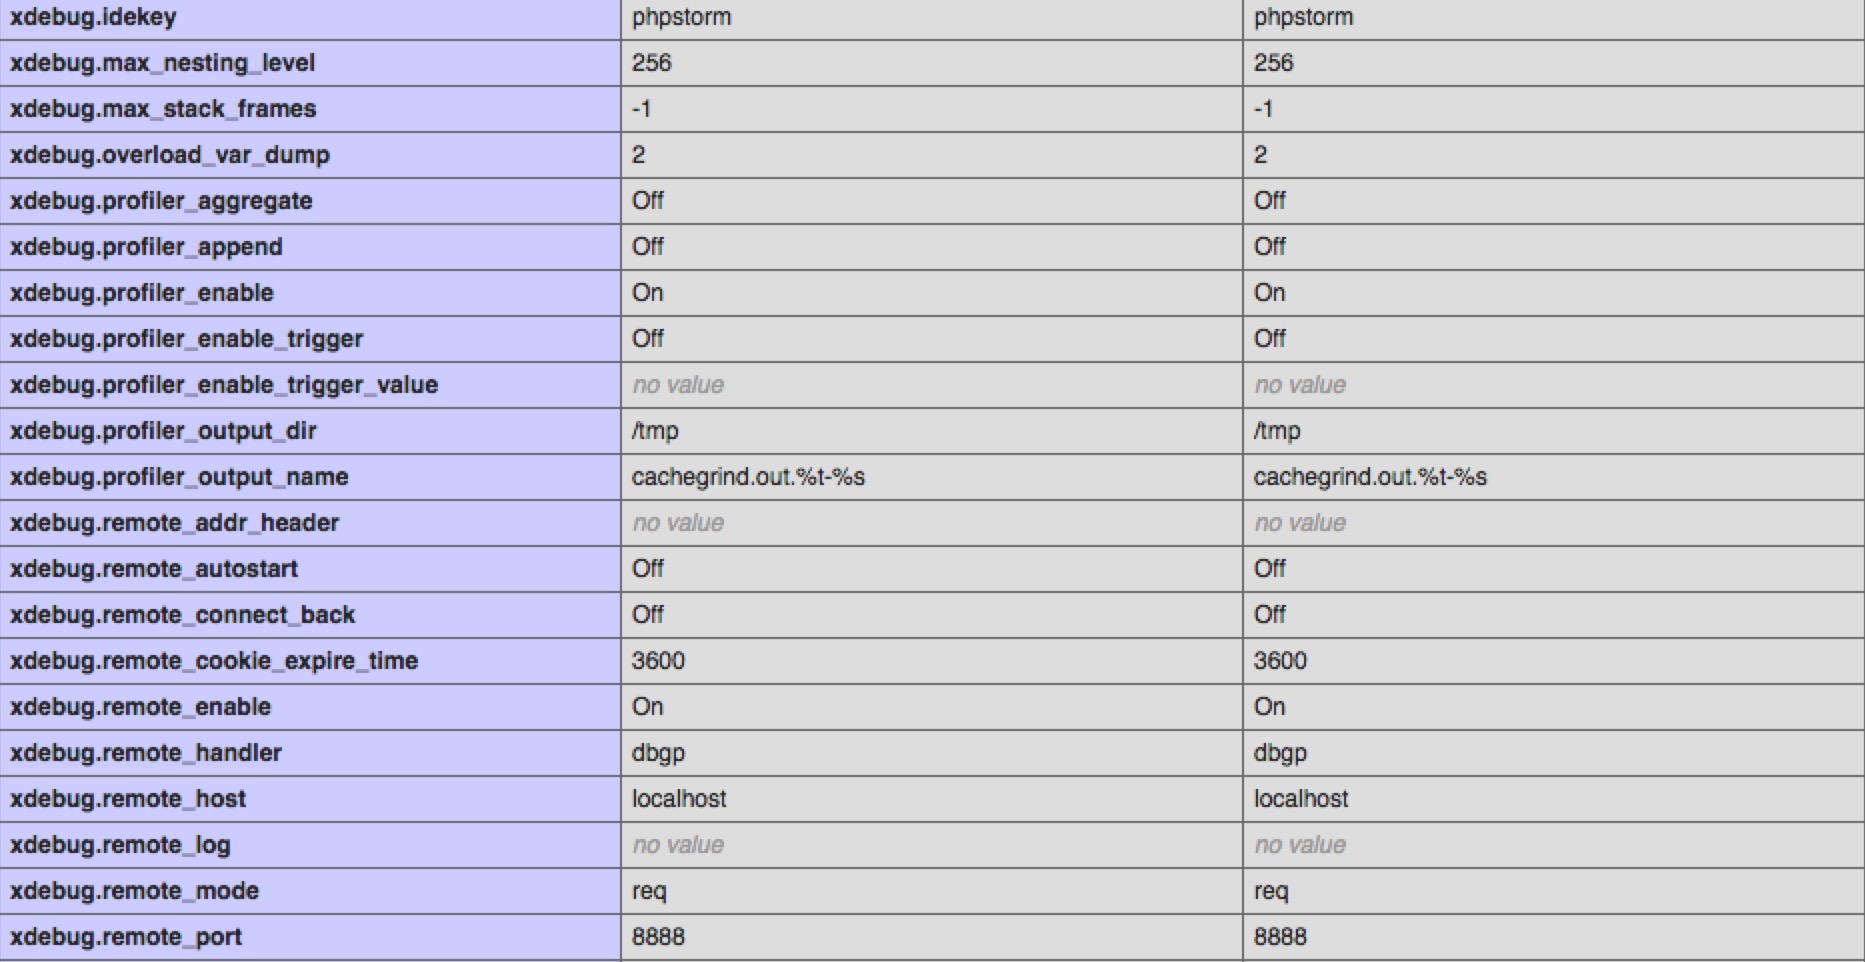 xdebug.idekey phpstorm phpstorm
xdebug.max_nesting_level 256 256
xdebug.max_stack_frames -1 -1
xdebug.overload_var_dump 2 2
xdebug.profiler_aggregate Off Off
xdebug.profiler_append Off Off
xdebug.profiler_enable On On
xdebug.profiler_enable_trigger Off Off
xdebug.profiler_enable_trigger_value no value no value
xdebug.profiler_output_dir /tmp /tmp
xdebug.profiler_output_name cachegrind.out.%t-%s cachegrind.out.%t-%s
xdebug.remote_addr_header no value no value
xdebug.remote_autostart Off Off
xdebug.remote_connect_back Off Off
xdebug.remote_cookie_expire_time 3600 3600
xdebug.remote_enable On On
xdebug.remote_handler dbgp dbgp
xdebug.remote_host localhost localhost
xdebug.remote_log no value no value
xdebug.remote_mode req req
xdebug.remote_port 8888 8888